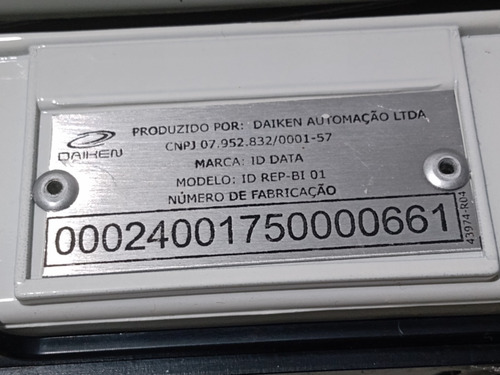 DAIKEN
PRODUZIDO POR: DAIKEN AUTOMAÇÃO LTDA
CNPJ 07.952.832/0001-57
MARCA: ID DATA
MODELO: ID REP-BI 01
NÚMERO DE FABRICAÇÃO
00024001750000661
43974-R04